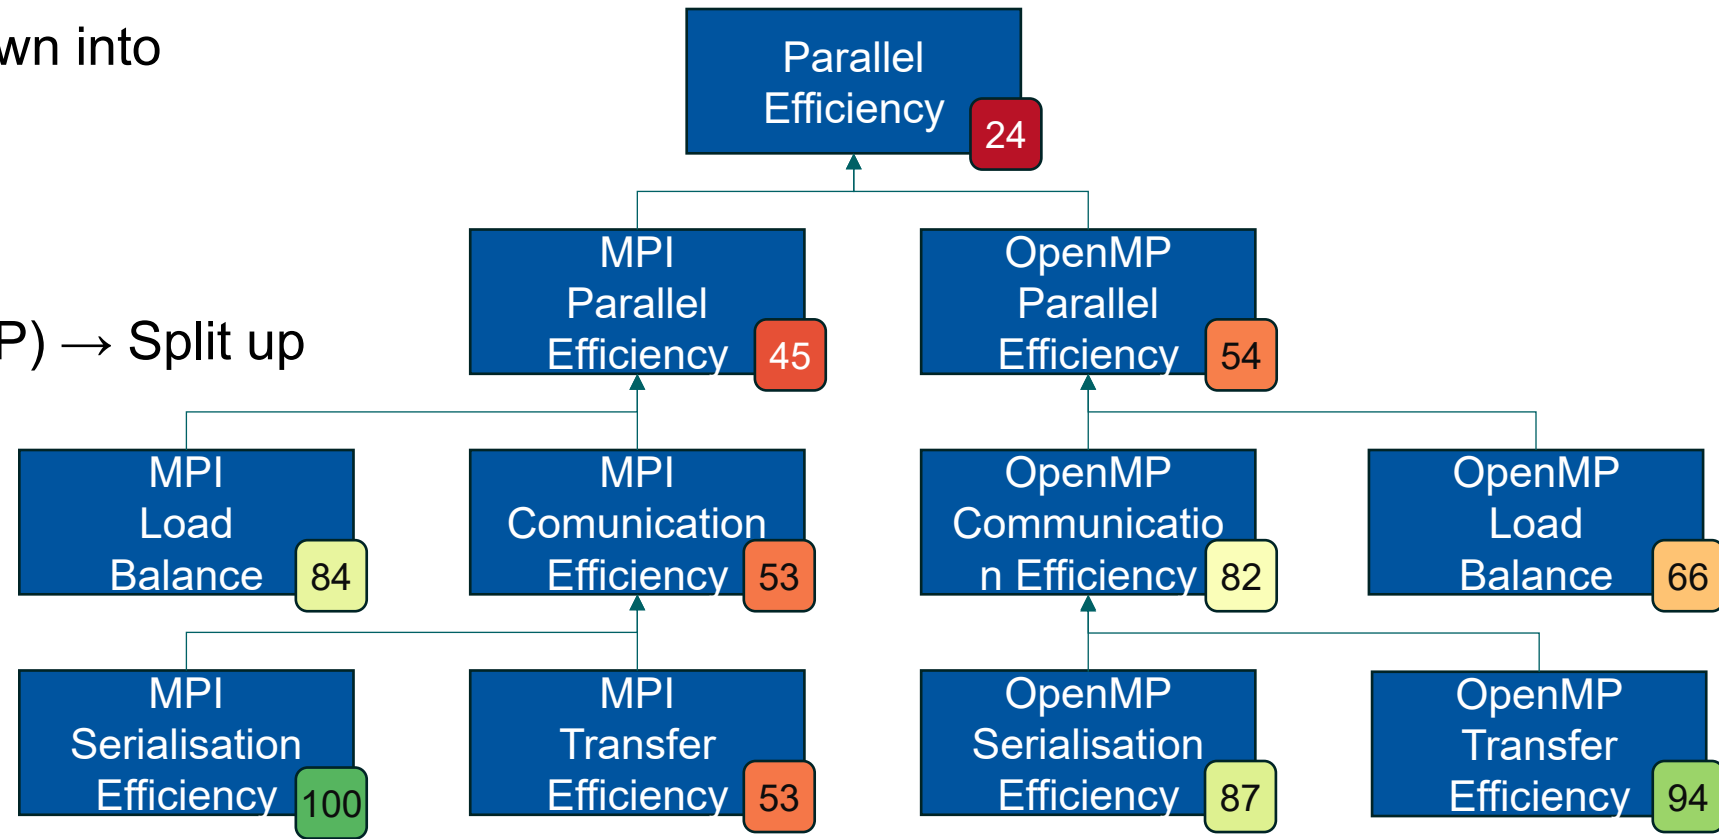 wn into
Parallel
Efficiency
24
MPI
Parallel
Efficiency
45
OpenMP
Parallel
Efficiency
54
P) → Split up
MPI
Load
Balance
84
MPI
Comunication
Efficiency
53
OpenMP
Communicatio
n Efficiency
82
OpenMP
Load
Balance
66
MPI
Serialisation
Efficiency
100
MPI
Transfer
Efficiency
53
OpenMP
Serialisation
Efficiency
87
OpenMP
Transfer
Efficiency
94